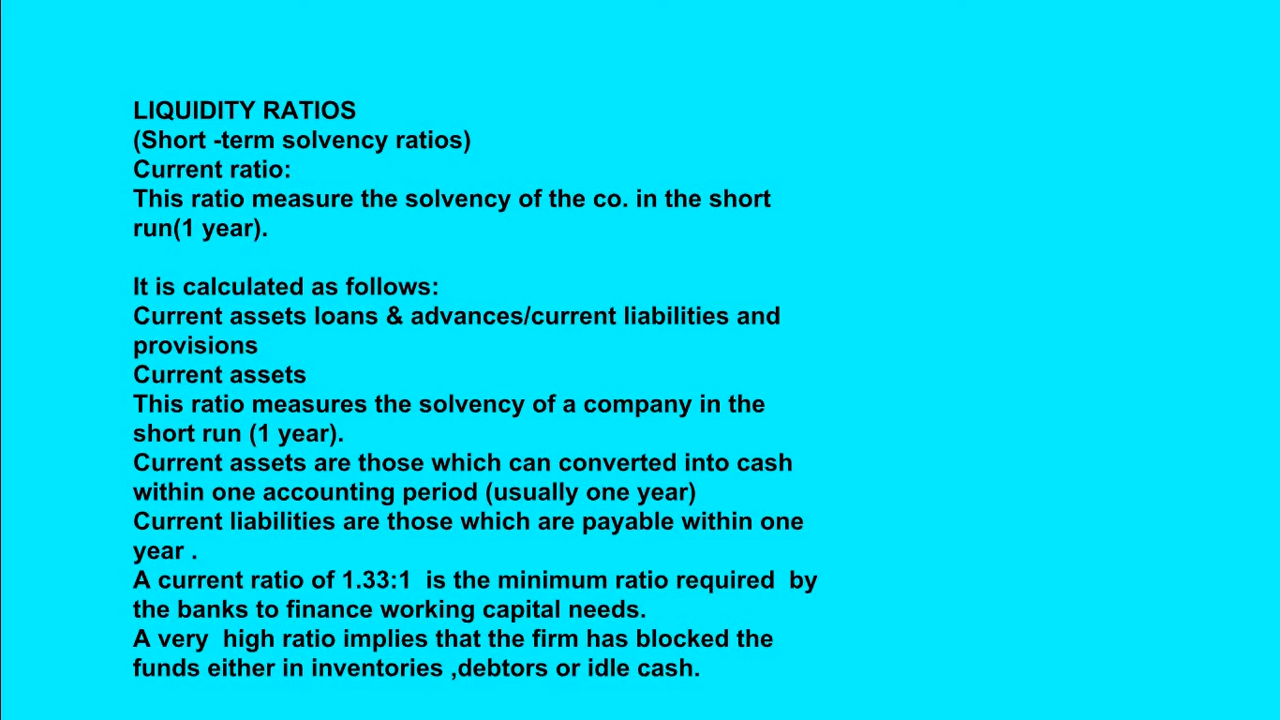 LIQUIDITY RATIOS
(Short -term solvency ratios)
Current ratio:
This ratio measure the solvency of the co. in the short
run(1 year).
It is calculated as follows:
Current assets loans & advances/current liabilities and
provisions
Current assets
This ratio measures the solvency of a company in the
short run (1 year).
Current assets are those which can converted into cash
within one accounting period (usually one year)
Current liabilities are those which are payable within one
year .
A current ratio of 1.33:1  is the minimum ratio required  by
the banks to finance working capital needs.
A very  high ratio implies that the firm has blocked the
funds either in inventories ,debtors or idle cash.